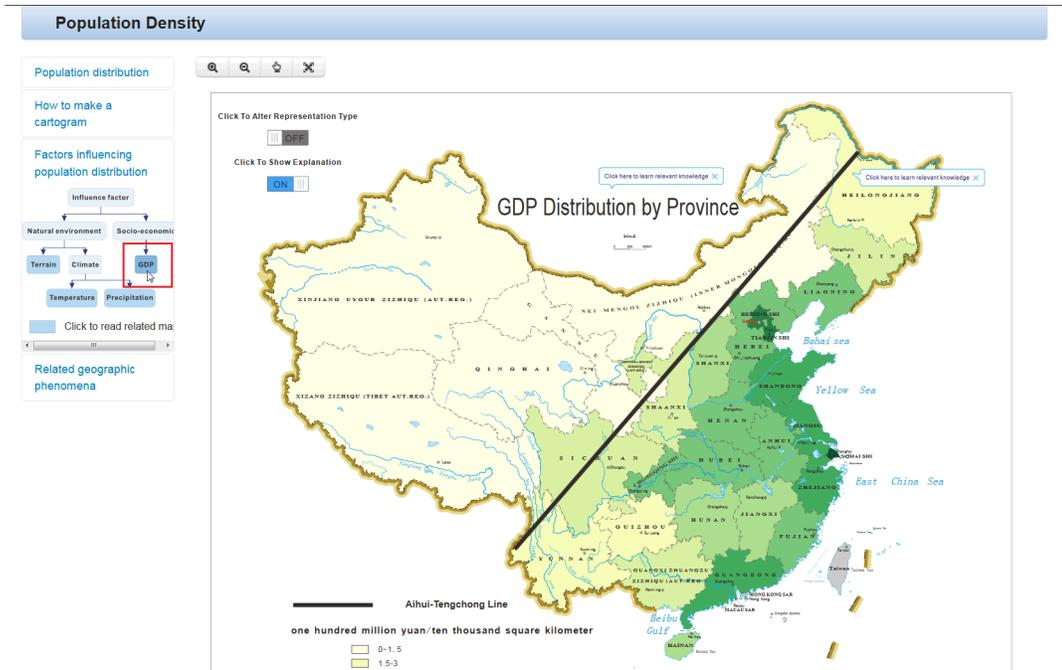 Population Density
Population distribution
How to make a
cartogram
Factors influencing
population distribution
Influence factor
Natural environment
Socio-economic
Terrain
Climate
GDP
Temperature
Precipitation
Click to read related ma
Related geographic
phenomena
Click To Alter Representation Type
OFF
Click To Show Explanation
ON
Click here to learn relevant knowledge
Click here to learn relevant knowledge
GDP Distribution by Province
HEILONGJIANG
JILIN
LIAONING
NEI MENGOL ZIZHIQU (INNER MONGOL
XINJIANG UYGUR ZIZHIQU (AUT.REG.)
BEIJING SHI
TIANJIN SHI
HEBEI
Bohai sea
SHANXI
QINGHAI
SHANDONG
Yellow Sea
XIZANG ZIZHIQU (TIBET AUT.REG.)
SHAANXI
HENAN
JIANGSU
ANHUI
SICHUAN
CHONGQING SHI
HUBEI
SHANGHAI SHI
ZHEJIANG
East China Sea
HUNAN
JIANGXI
GUIZHOU
FUJIAN
YUNNAN
GUANGXI ZHUANGZU
ZIZHIQU (AUT.REG.)
GUANGDONG
Taiwan
HONG KONG SAR
MACAU SAR
Beibu
Gulf
HAINAN
Aihui-Tengchong Line
one hundred million yuan/ten thousand square kilometer
0-1.5
1.5-3